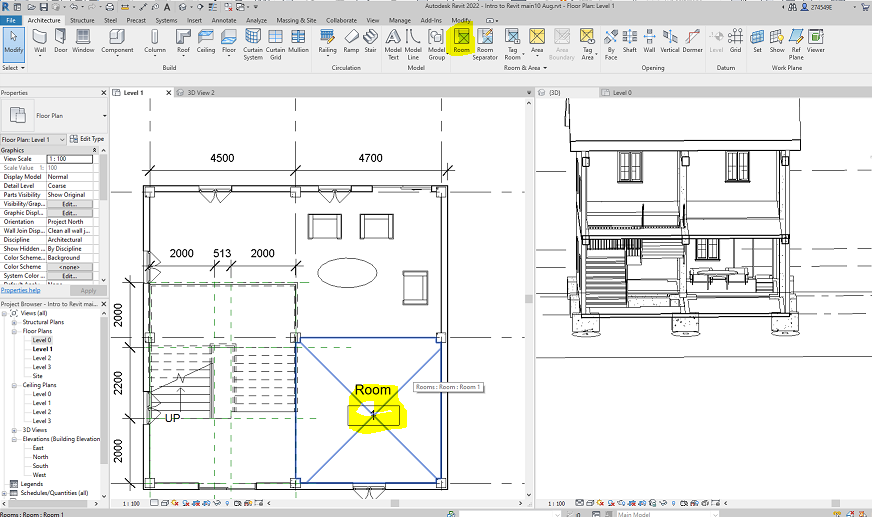 Autodesk Revit 2022 - Intro to Revit main10 Aug.rvt - Floor Plan: Level 1
274549E
File Architecture Structure Steel Precast Systems Insert Annotate Analyze Massing & Site Collaborate View Manage Add-Ins Modify
Modify Wall Door Window Component Column Roof Ceiling Floor Curtain System Curtain Grid Mullion Railing Ramp Stair Model Text Model Line Model Group Room Room Separator Tag Room Area Area Boundary Tag Area By Face Shaft Wall Vertical Dormer Level Grid Set Show Ref Plane Viewer
Select Build Circulation Model Room & Area Opening Datum Work Plane
Properties
Floor Plan
Floor Plan: Level 1 Edit Type
Graphics
View Scale 1 : 100
Scale Value 1: 100
Display Model Normal
Detail Level Coarse
Parts Visibility Show Original
Visibility/Grap... Edit...
Graphic Displ... Edit...
Orientation Project North
Wall Join Disp... Clean all wall j...
Discipline Architectural
Show Hidden ... By Discipline
Color Scheme... Background
Color Scheme <none>
System Color ... Edit...
Properties help Apply
Project Browser - Intro to Revit mai...
Views (all)
Structural Plans
Floor Plans
Level 0
Level 1
Level 2
Level 3
Site
Ceiling Plans
Level 0
Level 1
Level 2
Level 3
3D Views
Elevations (Building Elevation
East
North
South
West
Legends
Schedules/Quantities (all)
Level 1 3D View 2
4500 4700
2000 513 2000
2000
2200
2000
UP
Room
1
Rooms : Room : Room 1
1 : 100
{3D} Level 0
1 : 100
Rooms : Room : Room 1
:0
Main Model